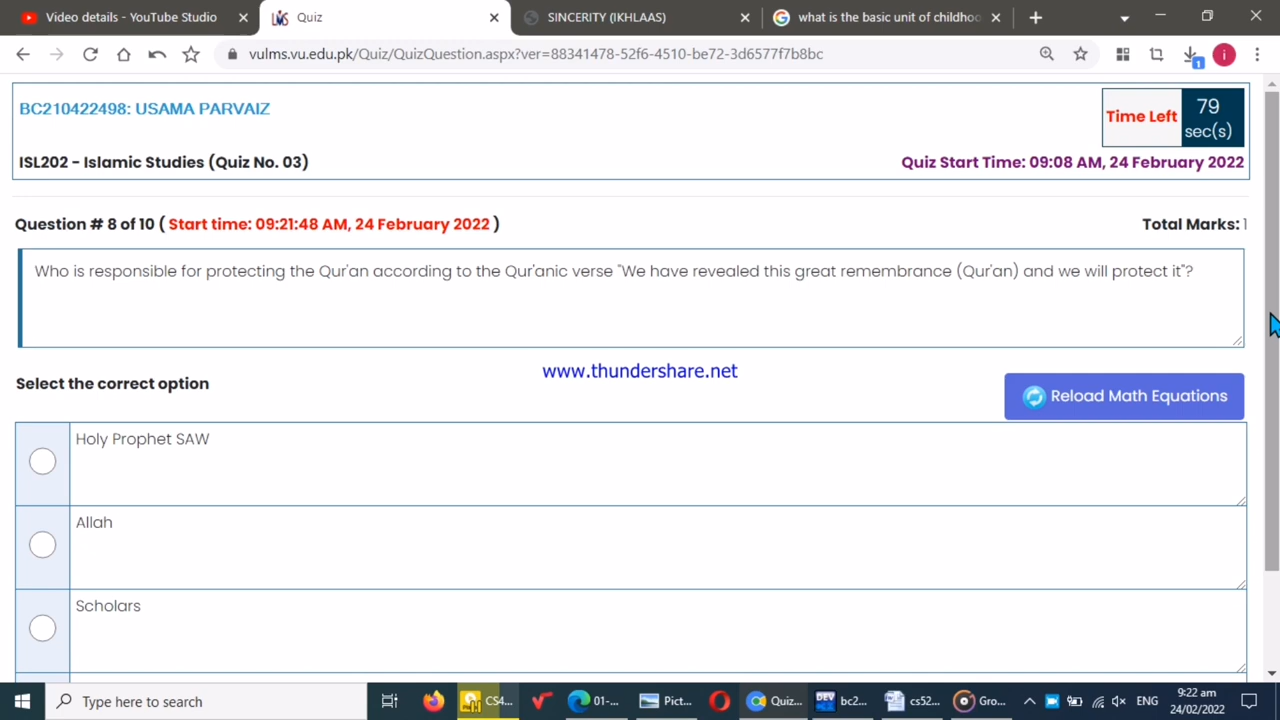 Video details - YouTube Studio
Quiz
SINCERITY (IKHLAAS)
what is the basic unit of childhoo
vulms.vu.edu.pk/Quiz/QuizQuestion.aspx?ver=88341478-52f6-4510-be72-3d6577f7b8bc
1
i
BC210422498: USAMA PARVAIZ
Time Left
79
sec(s)
ISL202 - Islamic Studies (Quiz No. 03)
Quiz Start Time: 09:08 AM, 24 February 2022
Question # 8 of 10 ( Start time: 09:21:48 AM, 24 February 2022 )
Total Marks: 1
Who is responsible for protecting the Qur'an according to the Qur'anic verse "We have revealed this great remembrance (Qur'an) and we will protect it"?
www.thundershare.net
Select the correct option
Reload Math Equations
Holy Prophet SAW
Allah
Scholars
Type here to search
CS4...
01-...
Pict...
Quiz...
DEV
bc2...
cs52...
Gro...
ENG
9:22 am
24/02/2022